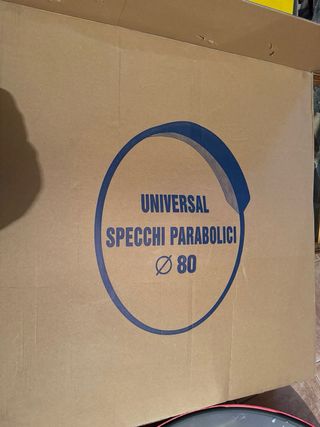 UNIVERSAL
SPECCHI PARABOLICI
Ø 80